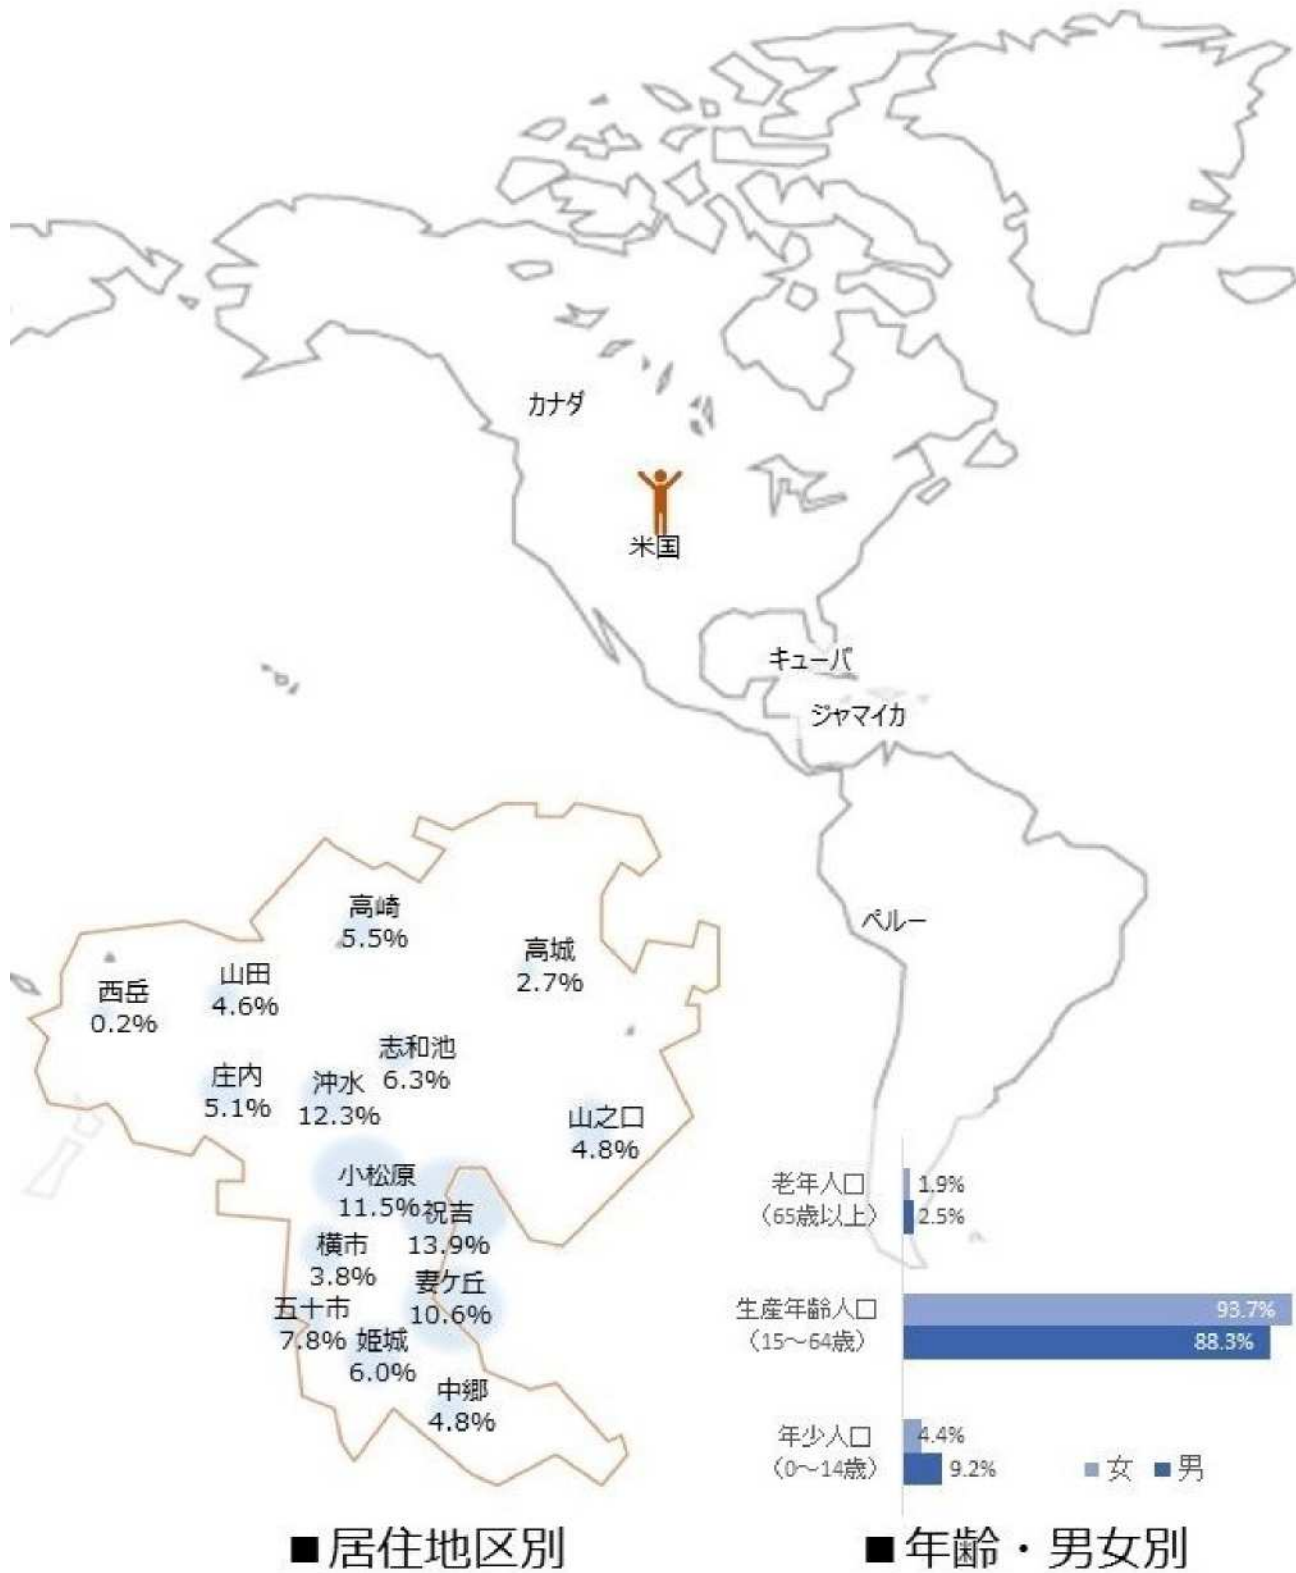 カナダ
米国
キューバ
ジャマイカ
ペルー
高崎
5.5%
高城
2.7%
山田
4.6%
西岳
0.2%
志和池
6.3%
庄内
5.1%
沖水
12.3%
山之口
4.8%
小松原
11.5%
祝吉
13.9%
横市
3.8%
妻ケ丘
10.6%
五十市
7.8%
姫城
6.0%
中郷
4.8%
老年人口
（65歳以上）
1.9%
2.5%
生産年齢人口
（15～64歳）
93.7%
88.3%
年少人口
（0～14歳）
4.4%
9.2%
女 男
■居住地区別
■年齢・男女別